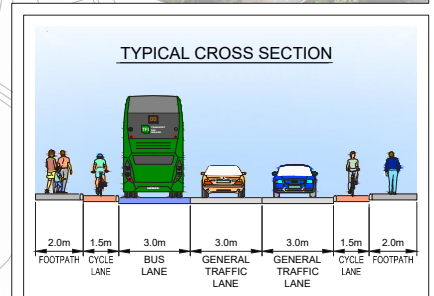 TYPICAL CROSS SECTION
TFI
2.0m 1.5m 3.0m 3.0m 3.0m 1.5m 2.0m
FOOTPATH CYCLE LANE BUS LANE GENERAL TRAFFIC LANE GENERAL TRAFFIC LANE CYCLE LANE FOOTPATH